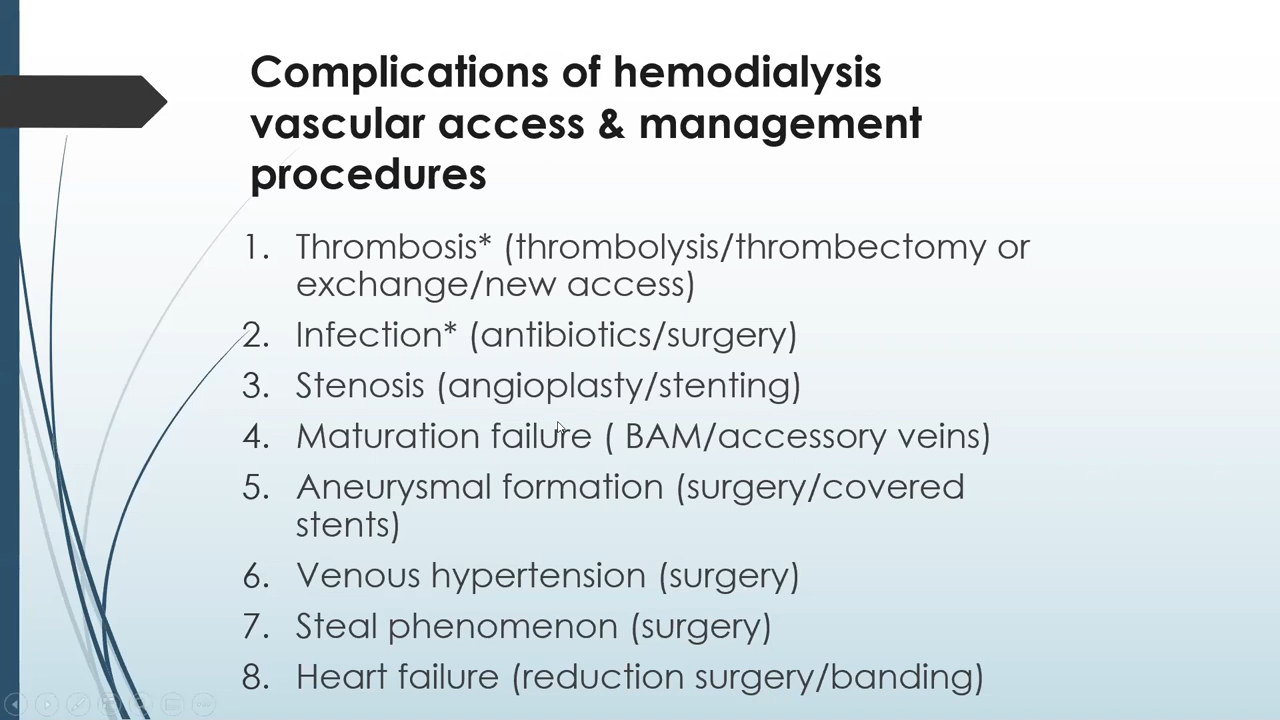 Complications of hemodialysis
vascular access & management
procedures
1. Thrombosis* (thrombolysis/thrombectomy or
exchange/new access)
2. Infection* (antibiotics/surgery)
3. Stenosis (angioplasty/stenting)
4. Maturation failure ( BAM/accessory veins)
5. Aneurysmal formation (surgery/covered
stents)
6. Venous hypertension (surgery)
7. Steal phenomenon (surgery)
8. Heart failure (reduction surgery/banding)